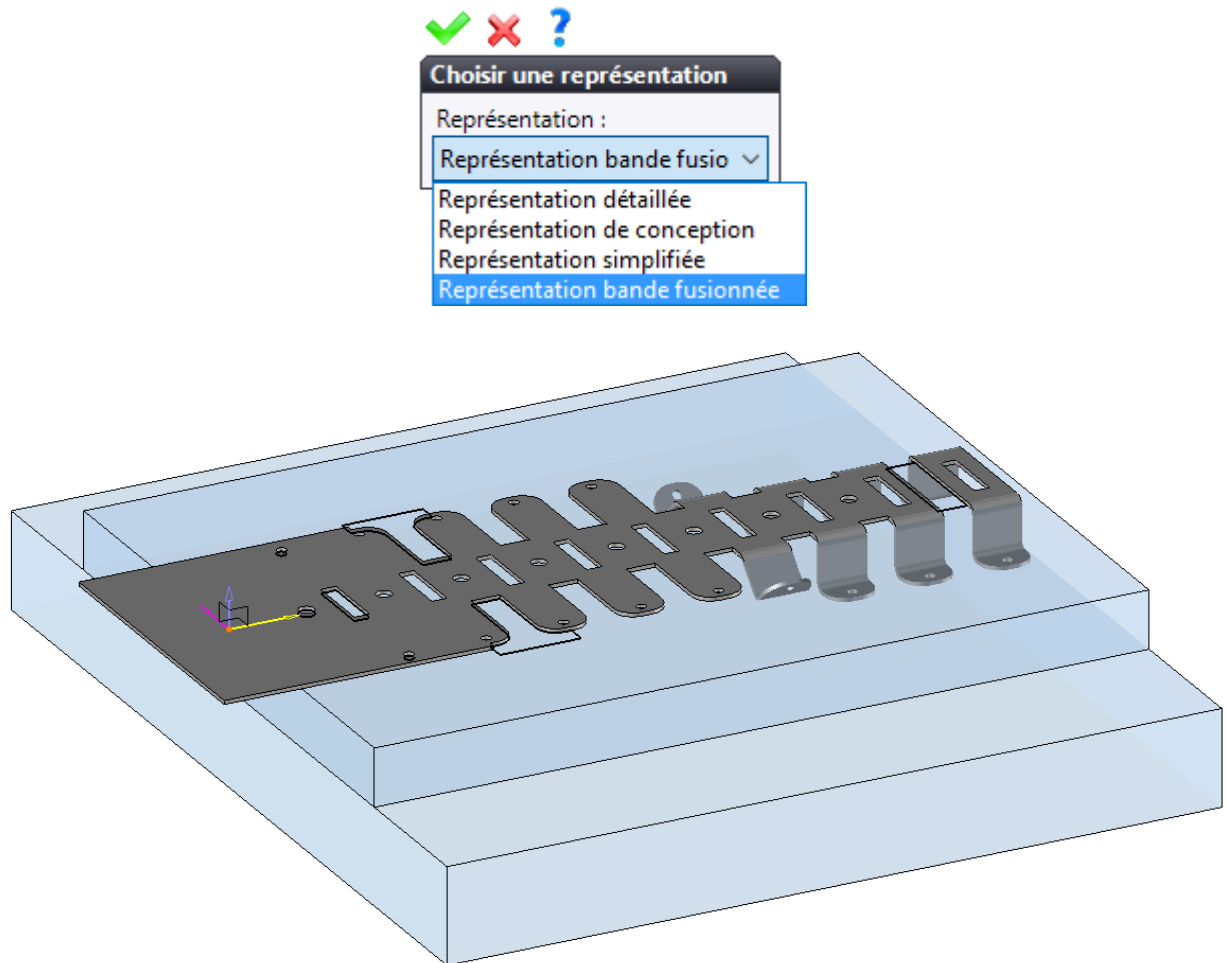 ?
Choisir une représentation
Représentation :
Représentation bande fusio
Représentation détaillée
Représentation de conception
Représentation simplifiée
Représentation bande fusionnée